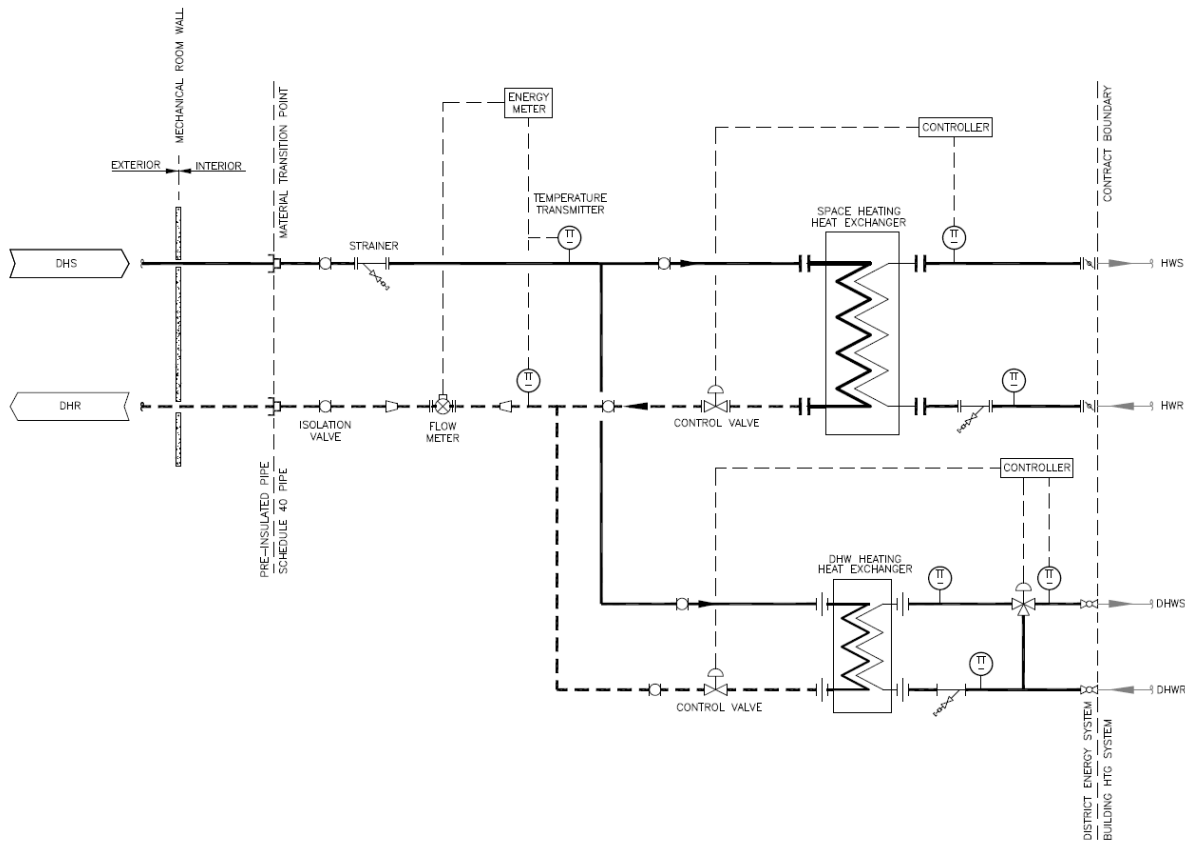 MECHANICAL ROOM WALL
EXTERIOR
INTERIOR
MATERIAL TRANSITION POINT
ENERGY
METER
CONTROLLER
CONTRACT BOUNDARY
TEMPERATURE
TRANSMITTER
SPACE HEATING
HEAT EXCHANGER
STRAINER
TT
TT
DHS
HWS
TT
TT
DHR
HWR
ISOLATION
VALVE
FLOW
METER
CONTROL VALVE
PRE-INSULATED PIPE
SCHEDULE 40 PIPE
CONTROLLER
DHW HEATING
HEAT EXCHANGER
TT
TT
DHWS
TT
DHWR
CONTROL VALVE
DISTRICT ENERGY SYSTEM
BUILDING HTG SYSTEM